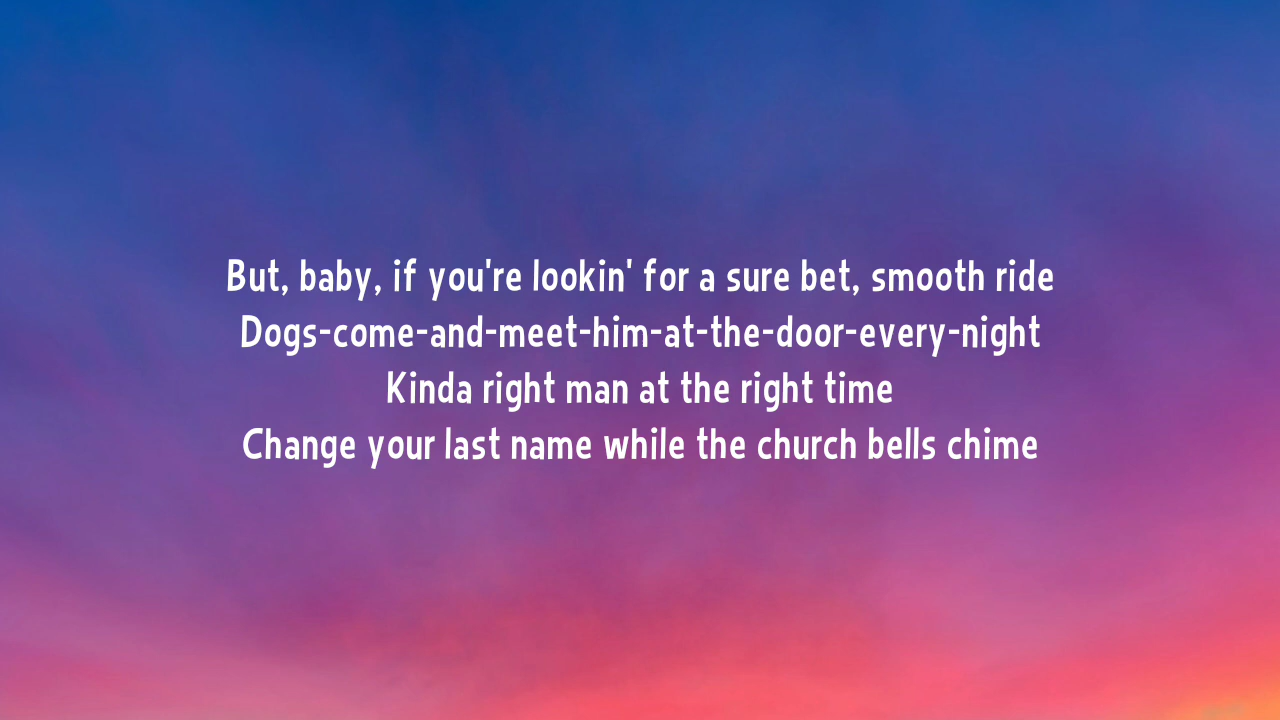 But, baby, if you're lookin' for a sure bet, smooth ride
Dogs-come-and-meet-him-at-the-door-every-night
Kinda right man at the right time
Change your last name while the church bells chime